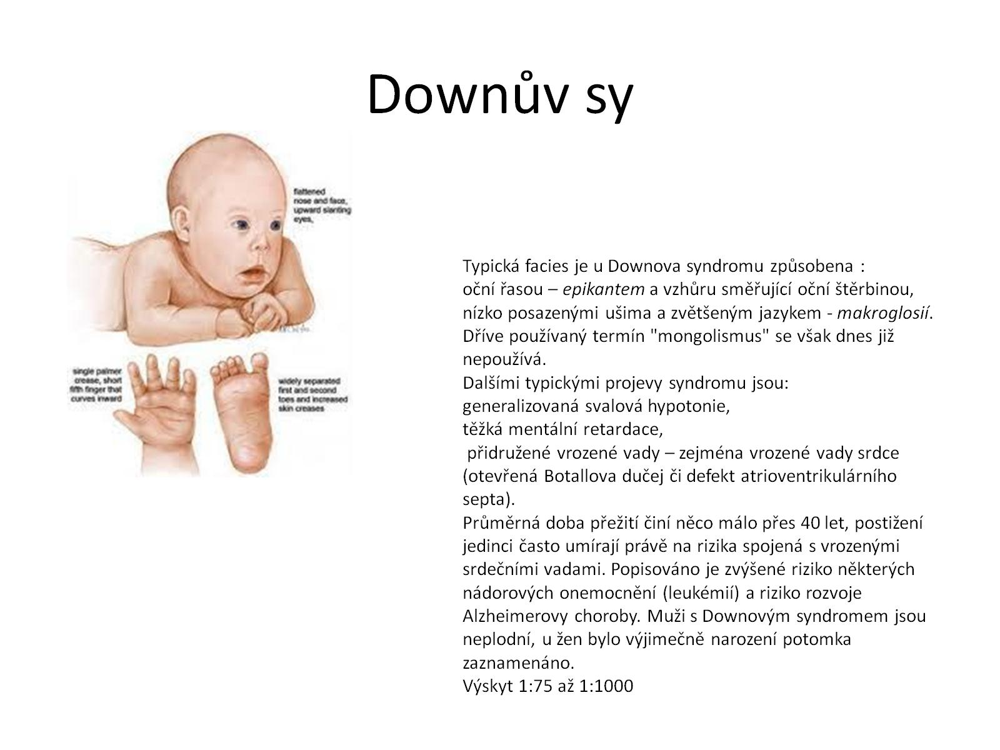 Downův sy
flattened
nose and face,
upward slanting
eyes,
single palmer
crease, short
fifth finger that
curves inward
widely separated
first and second
toes and increased
skin creases
Typická facies je u Downova syndromu způsobena :
oční řasou – epikantem a vzhůru směřující oční štěrbinou,
nízko posazenými ušima a zvětšeným jazykem - makroglosií.
Dříve používaný termín "mongolismus" se však dnes již
nepoužívá.
Dalšími typickými projevy syndromu jsou:
generalizovaná svalová hypotonie,
těžká mentální retardace,
přidružené vrozené vady – zejména vrozené vady srdce
(otevřená Botallova dučej či defekt atrioventrikulárního
septa).
Průměrná doba přežití činí něco málo přes 40 let, postižení
jedinci často umírají právě na rizika spojená s vrozenými
srdečními vadami. Popisováno je zvýšené riziko některých
nádorových onemocnění (leukémií) a riziko rozvoje
Alzheimerovy choroby. Muži s Downovým syndromem jsou
neplodní, u žen bylo výjimečně narození potomka
zaznamenáno.
Výskyt 1:75 až 1:1000